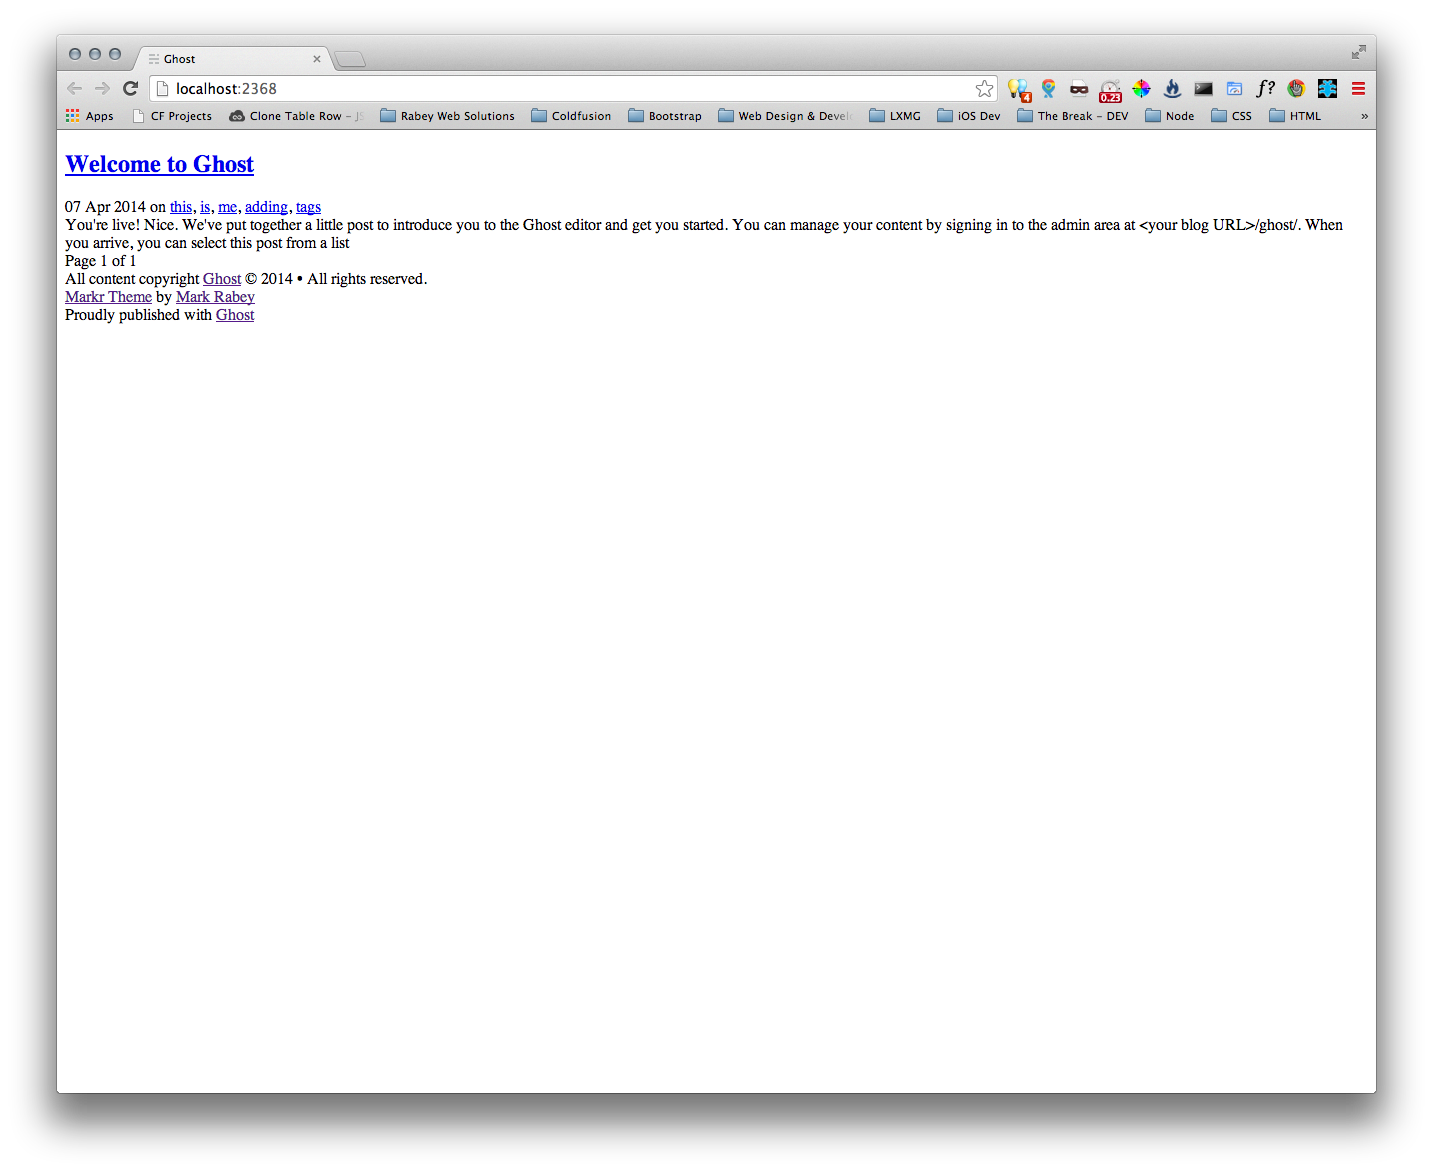 Ghost
localhost:2368
4
0.23
f?
Apps CF Projects Clone Table Row – JS Rabey Web Solutions Coldfusion Bootstrap Web Design & Devel LXMG iOS Dev The Break – DEV Node CSS HTML »
Welcome to Ghost
07 Apr 2014 on this, is, me, adding, tags
You're live! Nice. We've put together a little post to introduce you to the Ghost editor and get you started. You can manage your content by signing in to the admin area at <your blog URL>/ghost/. When
you arrive, you can select this post from a list
Page 1 of 1
All content copyright Ghost © 2014 • All rights reserved.
Markr Theme by Mark Rabey
Proudly published with Ghost